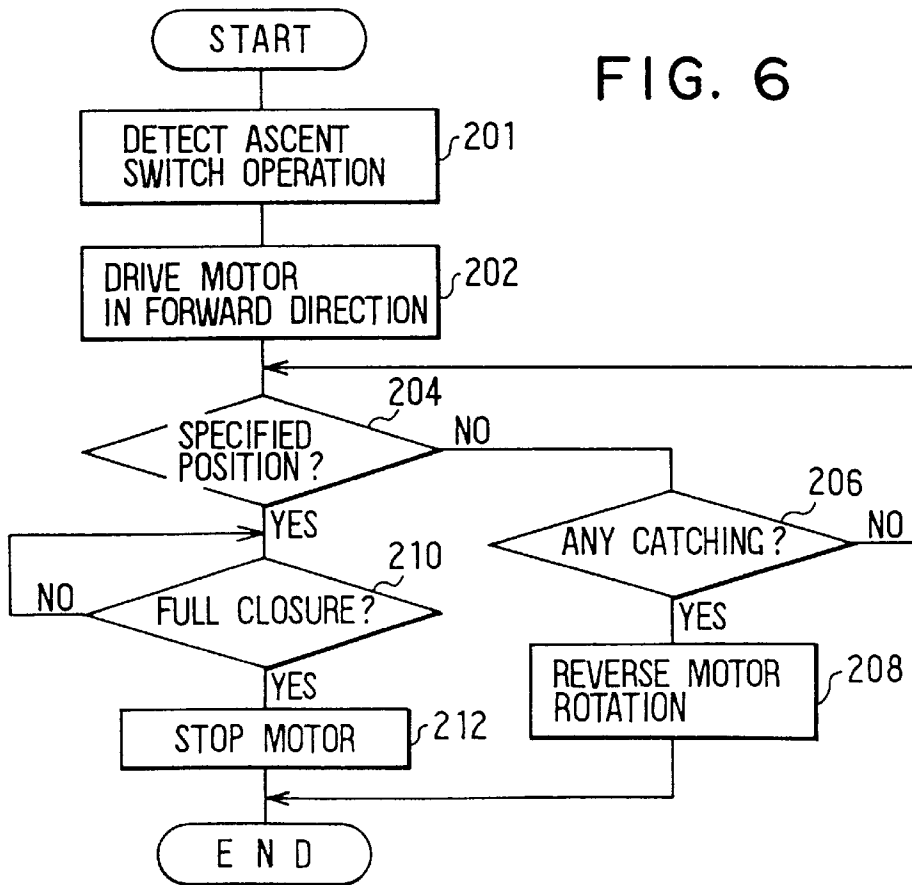 START
FIG. 6
DETECT ASCENT
SWITCH OPERATION
201
DRIVE MOTOR
IN FORWARD DIRECTION
202
204
SPECIFIED
POSITION?
NO
YES
206
ANY CATCHING?
NO
YES
210
FULL CLOSURE?
NO
YES
REVERSE MOTOR
ROTATION
208
STOP MOTOR
212
END